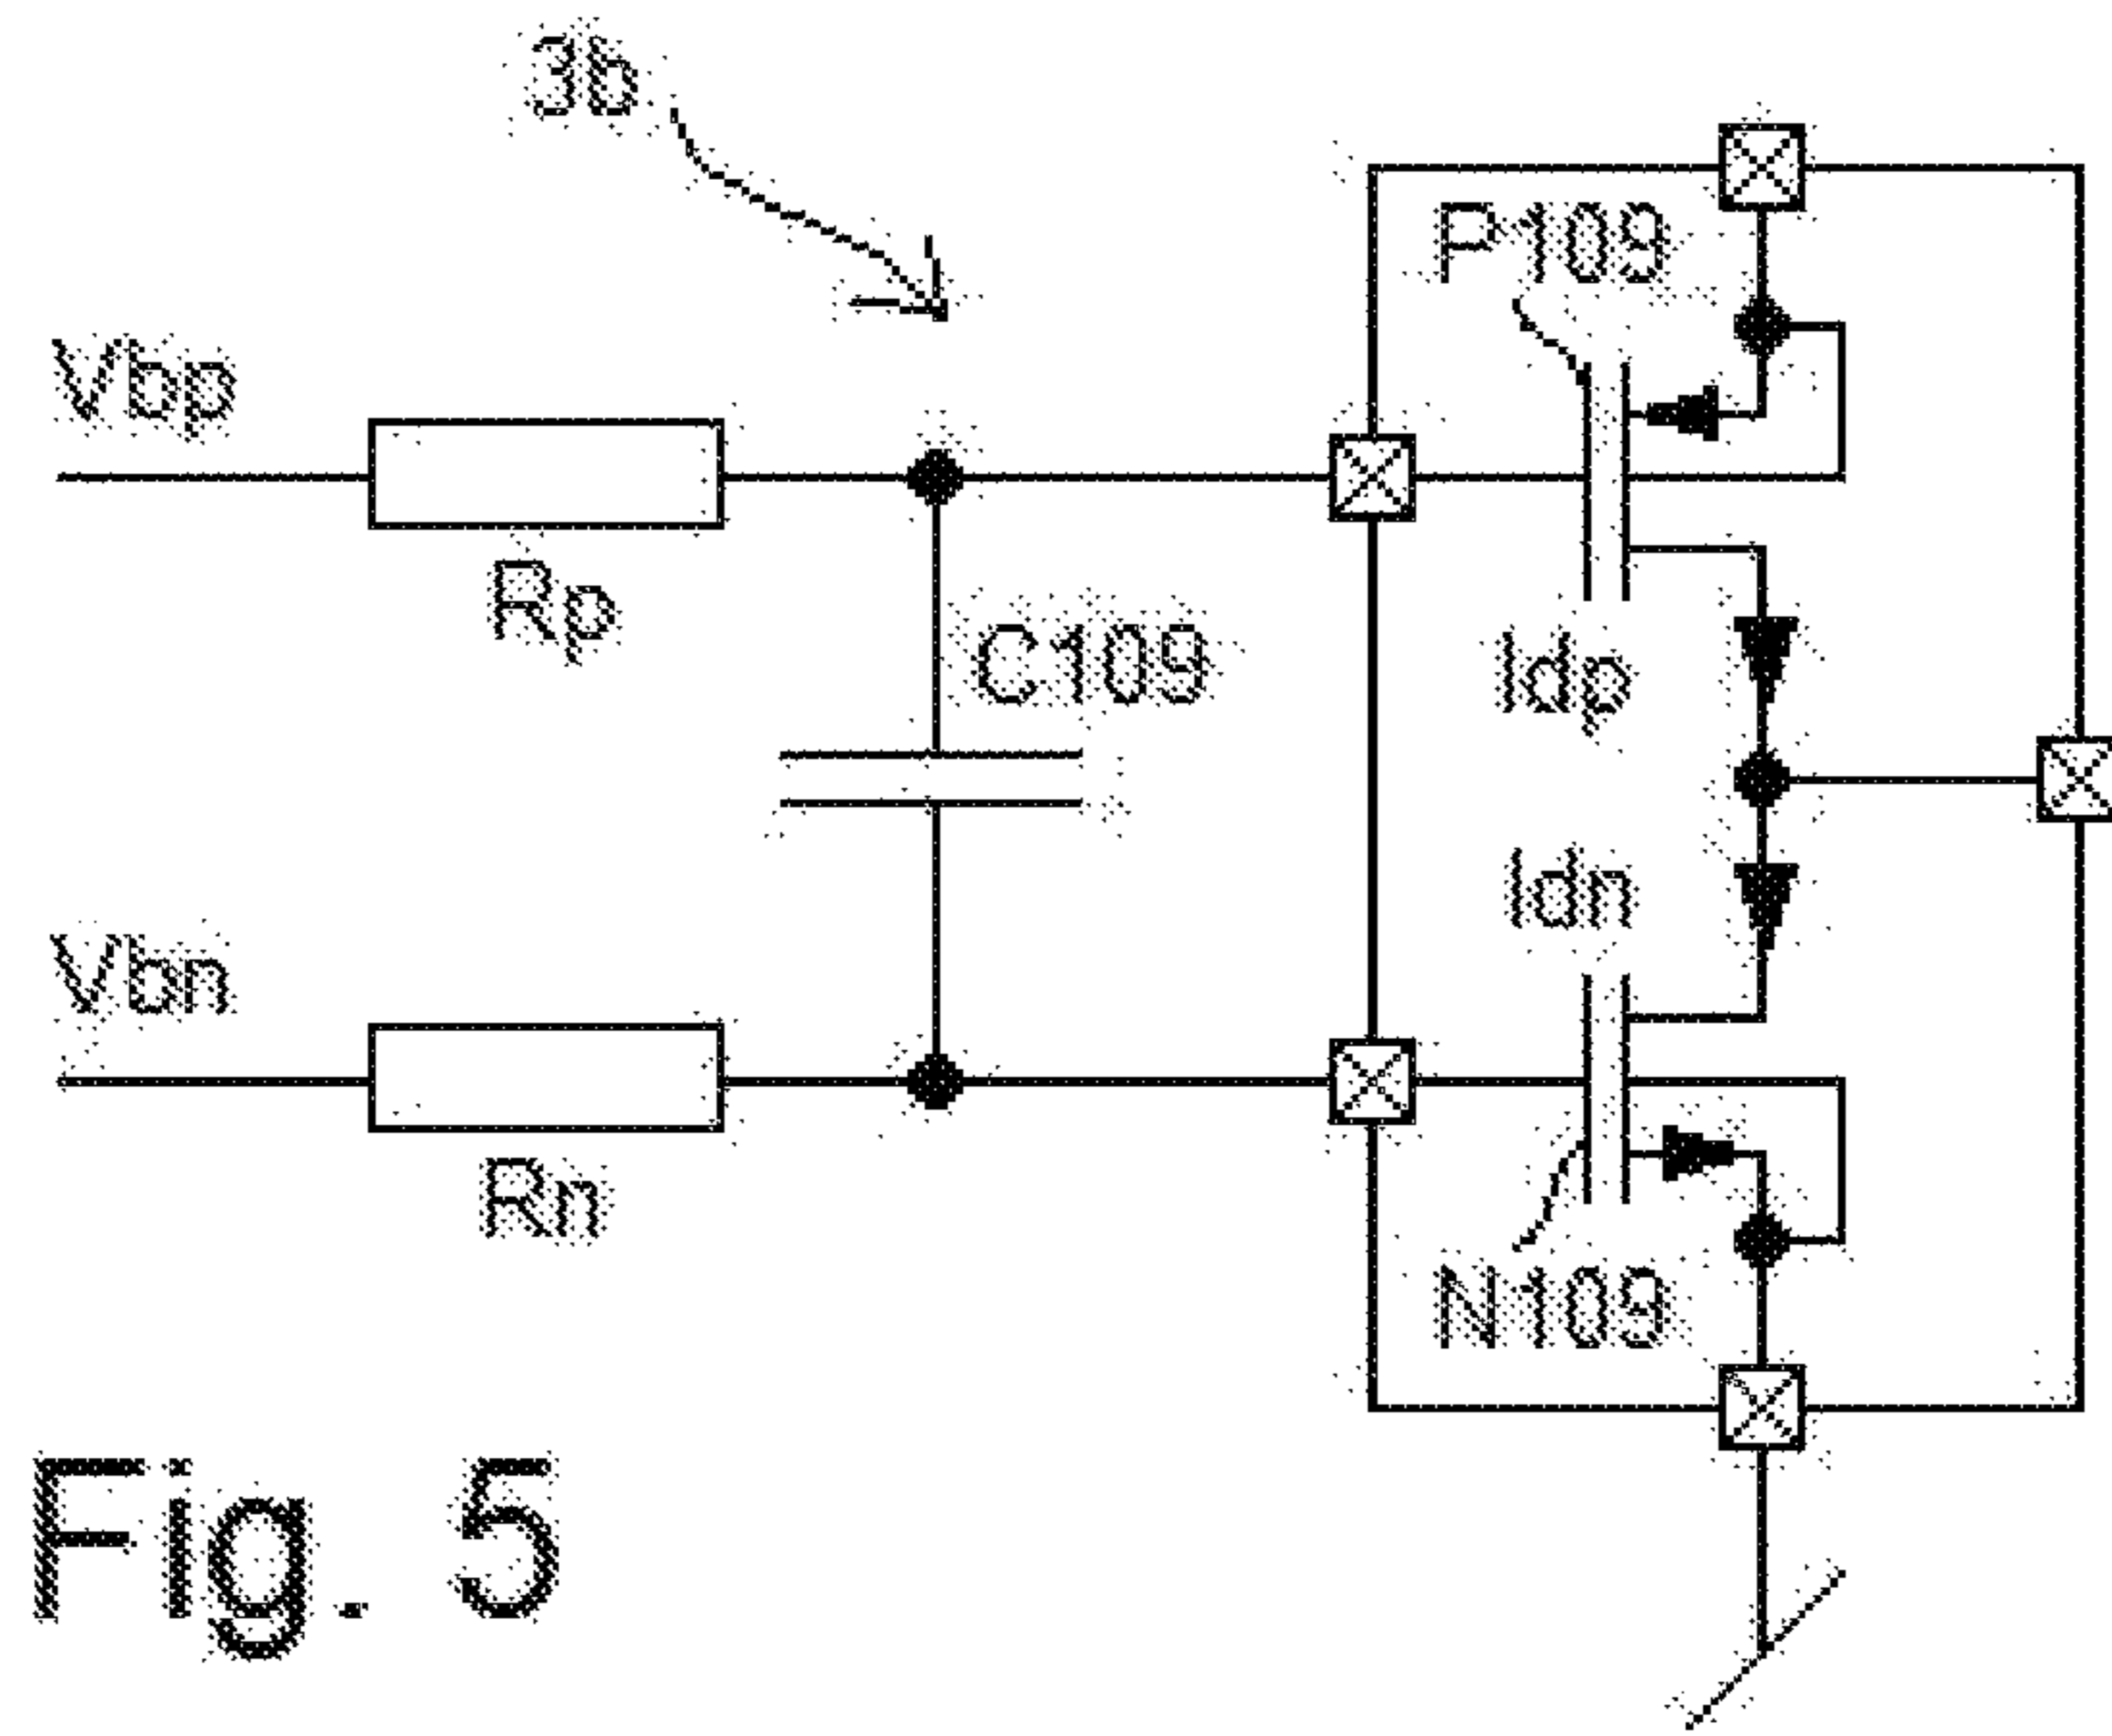 3b
P109
Vbp
Rp
C109
Idp
Idn
Vbn
Rn
N109
Fig. 5